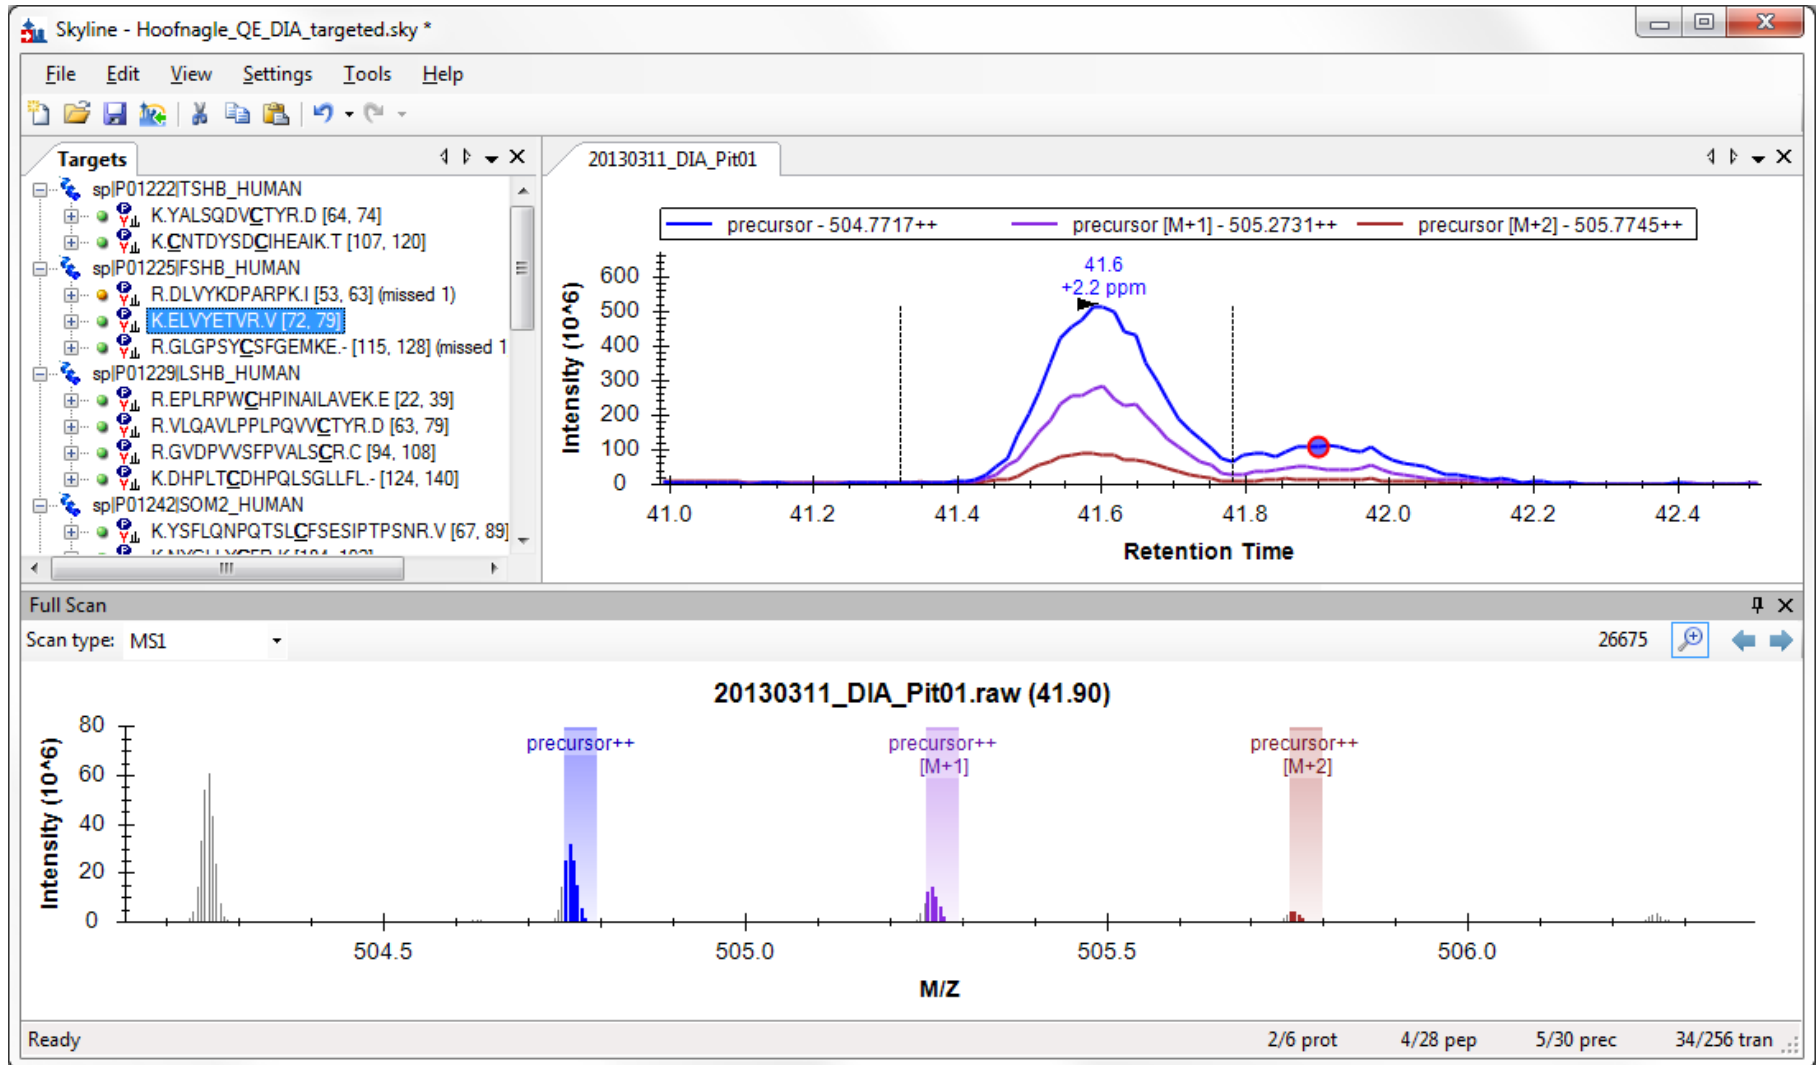 Skyline - Hoofnagle_QE_DIA_targeted.sky *
File Edit View Settings Tools Help
Targets
sp|P01222|TSHB_HUMAN
K.YALSQDVCTYR.D [64, 74]
K.CNTDYSDCIHEAIK.T [107, 120]
sp|P01225|FSHB_HUMAN
R.DLVYKDPARPK.I [53, 63] (missed 1)
K.ELVYETVR.V [72, 79]
R.GLGPSYCSFGEMKE.- [115, 128] (missed 1
sp|P01229|LSHB_HUMAN
R.EPLRPWCHPINAILAVEK.E [22, 39]
R.VLQAVLPPLPQVVCTYR.D [63, 79]
R.GVDPVVSFPVALSCR.C [94, 108]
K.DHPLTCDHPQLSGLLFL.- [124, 140]
sp|P01242|SOM2_HUMAN
K.YSFLQNPQTSLCFSESIPTPSNR.V [67, 89]
20130311_DIA_Pit01
precursor - 504.7717++ precursor [M+1] - 505.2731++ precursor [M+2] - 505.7745++
41.6
+2.2 ppm
Intensity (10^6)
600
500
400
300
200
100
0
41.0 41.2 41.4 41.6 41.8 42.0 42.2 42.4
Retention Time
Full Scan
Scan type: MS1 26675
20130311_DIA_Pit01.raw (41.90)
Intensity (10^6)
80
60
40
20
0
precursor++ precursor++ precursor++
[M+1] [M+2]
504.5 505.0 505.5 506.0
M/Z
Ready 2/6 prot 4/28 pep 5/30 prec 34/256 tran